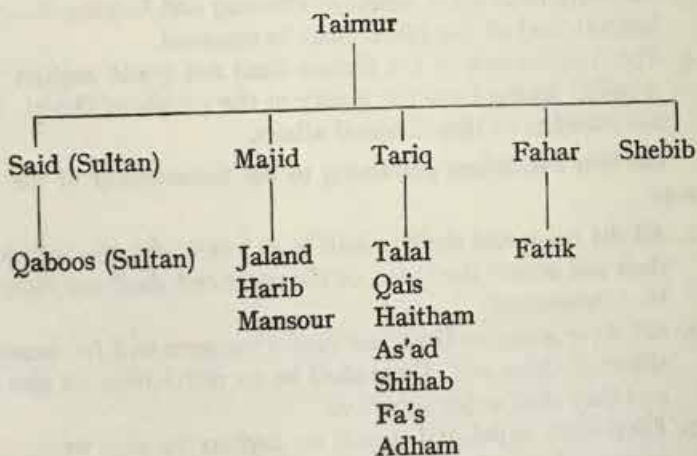 Taimur
Said (Sultan) Majid Tariq Fahar Shebib
Qaboos (Sultan) Jaland Talal Fatik
Harib Qais
Mansour Haitham
As'ad
Shihab
Fa's
Adham